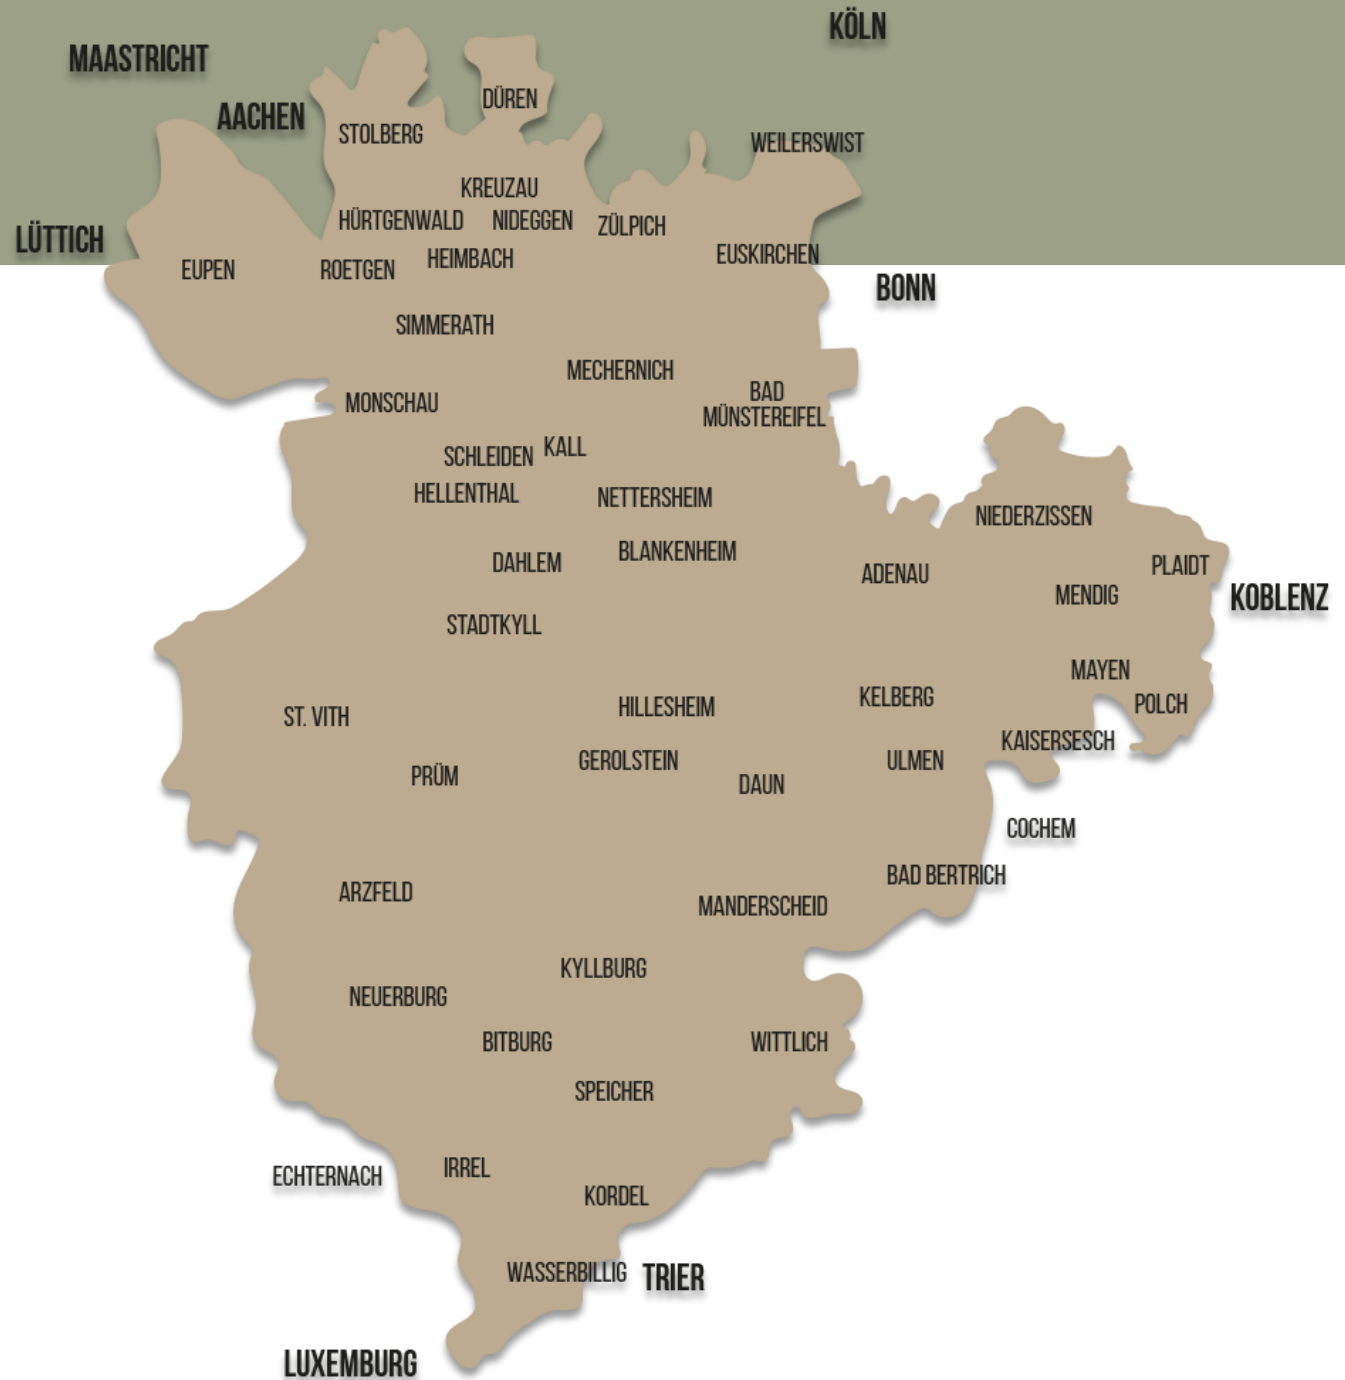 KÖLN
MAASTRICHT
DÜREN
AACHEN
STOLBERG
WEILERSWIST
KREUZAU
HÜRTGENWALD
NIDEGGEN
ZÜLPICH
LÜTTICH
EUSKIRCHEN
HEIMBACH
EUPEN
ROETGEN
BONN
SIMMERATH
MECHERNICH
BAD
MÜNSTEREIFEL
MONSCHAU
KALL
SCHLEIDEN
HELLENTHAL
NETTERSHEIM
NIEDERZISSEN
BLANKENHEIM
DAHLEM
PLAIDT
ADENAU
MENDIG
KOBLENZ
STADTKYLL
MAYEN
KELBERG
POLCH
HILLESHEIM
ST. VITH
KAISERSESCH
GEROLSTEIN
ULMEN
PRÜM
DAUN
COCHEM
BAD BERTRICH
ARZFELD
MANDERSCHEID
KYLLBURG
NEUERBURG
BITBURG
WITTLICH
SPEICHER
IRREL
ECHTERNACH
KORDEL
WASSERBILLIG
TRIER
LUXEMBURG